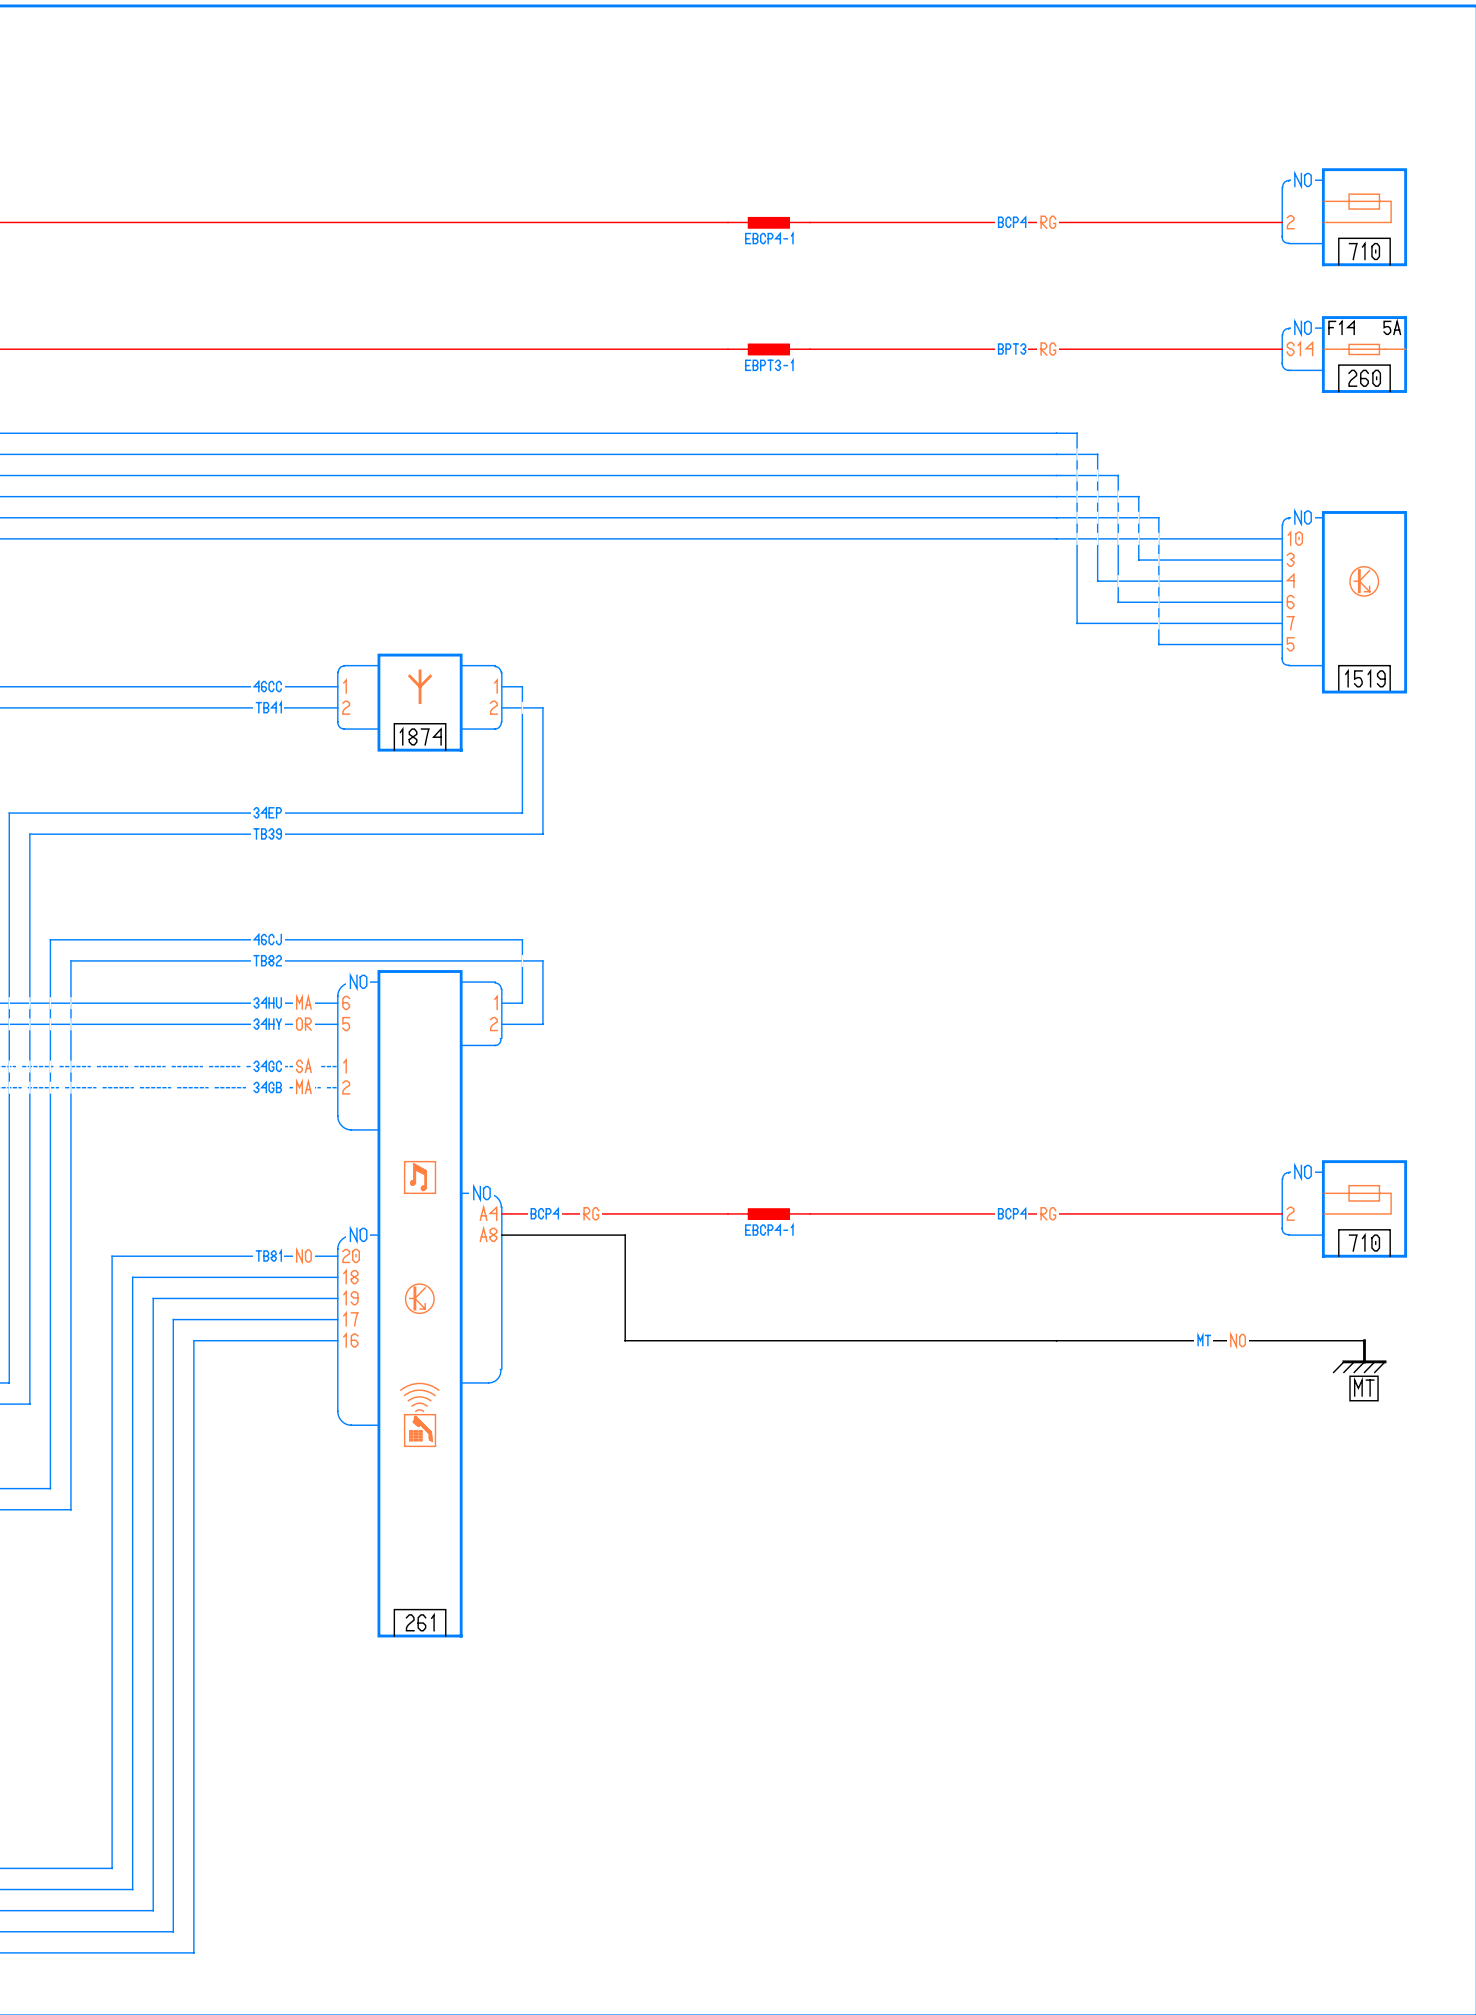 NO
2
EBCP4-1
BCP4 RG
710
NO F14 5A
S14
EBPT3-1
BPT3 RG
260
NO
10
3
4
6
7
5
1519
46CC 1 1
TB41 2 2
1874
34EP
TB39
46CJ
TB82
NO
34HU MA 6 1
34HY OR 5 2
34GC SA 1
34GB MA 2
NO NO
A4 BCP4 RG EBCP4-1 BCP4 RG 2
A8
710
NO
TB81 NO 20
18
19
17
16
MT NO
MT
261